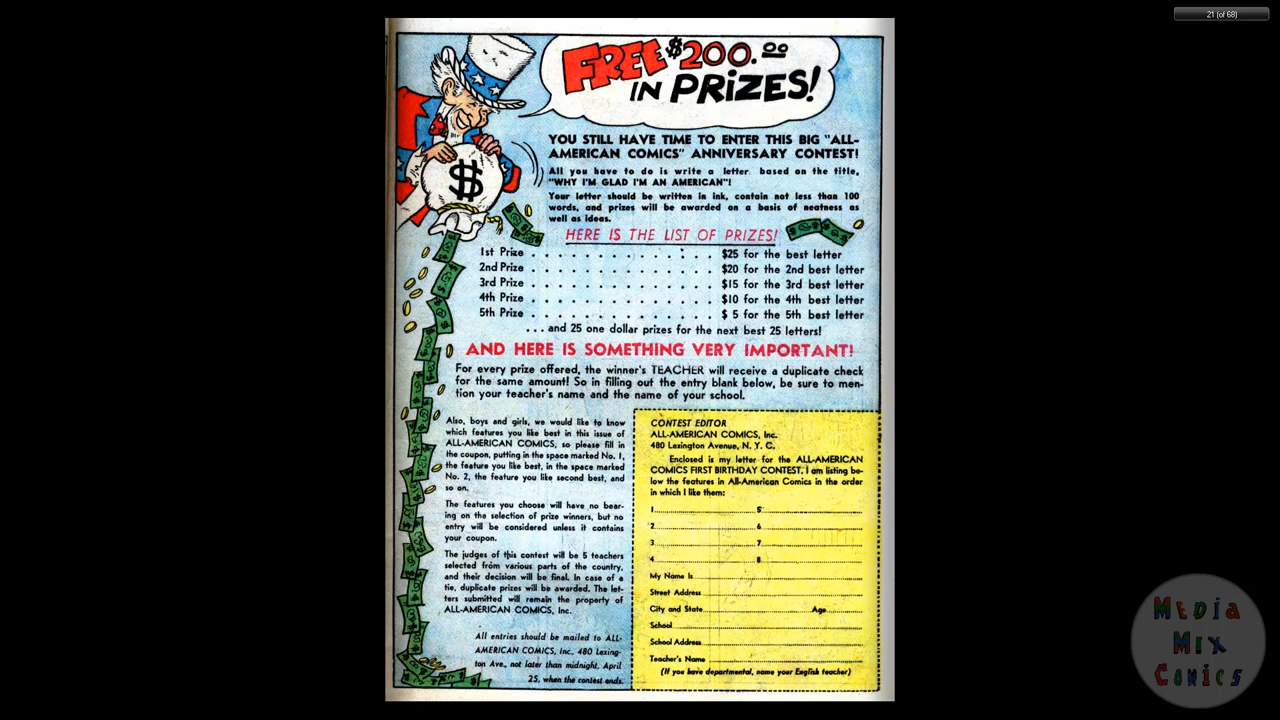 21 (of 68)
FREE $200.00
IN PRIZES!
YOU STILL HAVE TIME TO ENTER THIS BIG "ALL-
AMERICAN COMICS" ANNIVERSARY CONTEST!
All you have to do is write a letter based on the title,
"WHY I'M GLAD I'M AN AMERICAN"!
Your letter should be written in ink, contain not less than 100
words, and prizes will be awarded on a basis of neatness as
well as ideas.
$
HERE IS THE LIST OF PRIZES!
1st Prize . . . . . . . . . . . . . $25 for the best letter
2nd Prize . . . . . . . . . . . . . $20 for the 2nd best letter
3rd Prize . . . . . . . . . . . . . $15 for the 3rd best letter
4th Prize . . . . . . . . . . . . . $10 for the 4th best letter
5th Prize . . . . . . . . . . . . . $ 5 for the 5th best letter
. . . and 25 one dollar prizes for the next best 25 letters!
AND HERE IS SOMETHING VERY IMPORTANT!
For every prize offered, the winner's TEACHER will receive a duplicate check
for the same amount! So in filling out the entry blank below, be sure to men-
tion your teacher's name and the name of your school.
Also, boys and girls, we would like to know
which features you like best in this issue of
ALL-AMERICAN COMICS, so please fill in
the coupon, putting in the space marked No. 1,
the feature you like best, in the space marked
No. 2, the feature you like second best, and
so on.
The features you choose will have no bear-
ing on the selection of prize winners, but no
entry will be considered unless it contains
your coupon.
The judges of this contest will be 5 teachers
selected from various parts of the country,
and their decision will be final. In case of a
tie, duplicate prizes will be awarded. The let-
ters submitted will remain the property of
ALL-AMERICAN COMICS, Inc.
All entries should be mailed to ALL-
AMERICAN COMICS, Inc., 480 Lexing-
ton Ave., not later than midnight, April
25, when the contest ends.
CONTEST EDITOR
ALL-AMERICAN COMICS, Inc.
480 Lexington Avenue, N. Y. C.
Enclosed is my letter for the ALL-AMERICAN
COMICS FIRST BIRTHDAY CONTEST. I am listing be-
low the features in All-American Comics in the order
in which I like them:
1 5
2 6
3 7
4 8
My Name Is
Street Address
City and State Age
School
School Address
Teacher's Name
(If you have departmental, name your English teacher)
MEDIA
MIX
COMICS